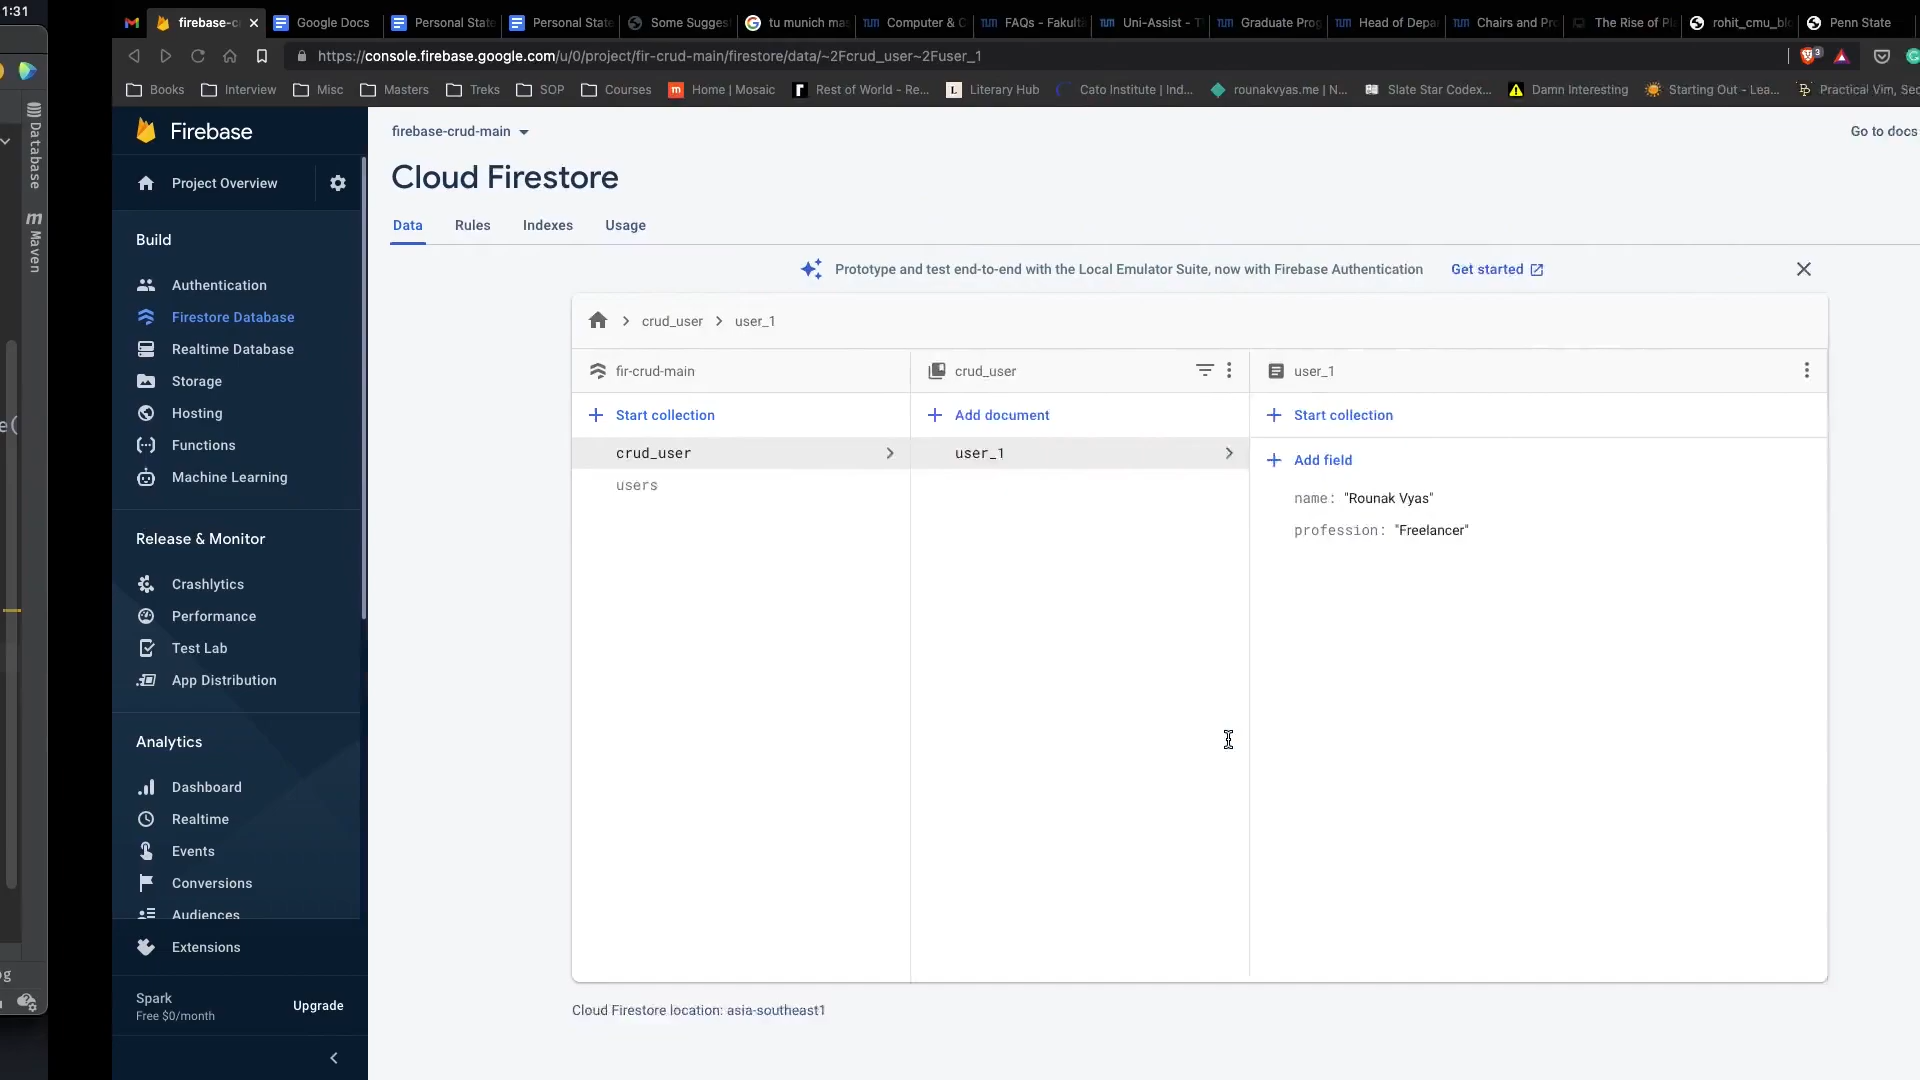 1:31
firebase-c
Google Docs
Personal State
Personal State
Some Sugges
tu munich mas
Computer & C
FAQs - Fakult
Uni-Assist - T
Graduate Prog
Head of Depa
Chairs and Pr
The Rise of Pl
rohit_cmu_bl
Penn State
https://console.firebase.google.com/u/0/project/fir-crud-main/firestore/data/~2Fcrud_user~2Fuser_1
3
Books
Interview
Misc
Masters
Treks
SOP
Courses
Home | Mosaic
Rest of World - Re...
Literary Hub
Cato Institute | Ind...
rounakvyas.me | N...
Slate Star Codex...
Damn Interesting
Starting Out - Lea...
Practical Vim, Sec
Database
Maven
e(
Firebase
Project Overview
Build
Authentication
Firestore Database
Realtime Database
Storage
Hosting
Functions
Machine Learning
Release & Monitor
Crashlytics
Performance
Test Lab
App Distribution
Analytics
Dashboard
Realtime
Events
Conversions
Audiences
Extensions
Spark
Free $0/month
Upgrade
firebase-crud-main
Go to docs
Cloud Firestore
Data
Rules
Indexes
Usage
Prototype and test end-to-end with the Local Emulator Suite, now with Firebase Authentication
Get started
crud_user
user_1
fir-crud-main
crud_user
user_1
Start collection
Add document
Start collection
crud_user
user_1
Add field
users
name: "Rounak Vyas"
profession: "Freelancer"
Cloud Firestore location: asia-southeast1